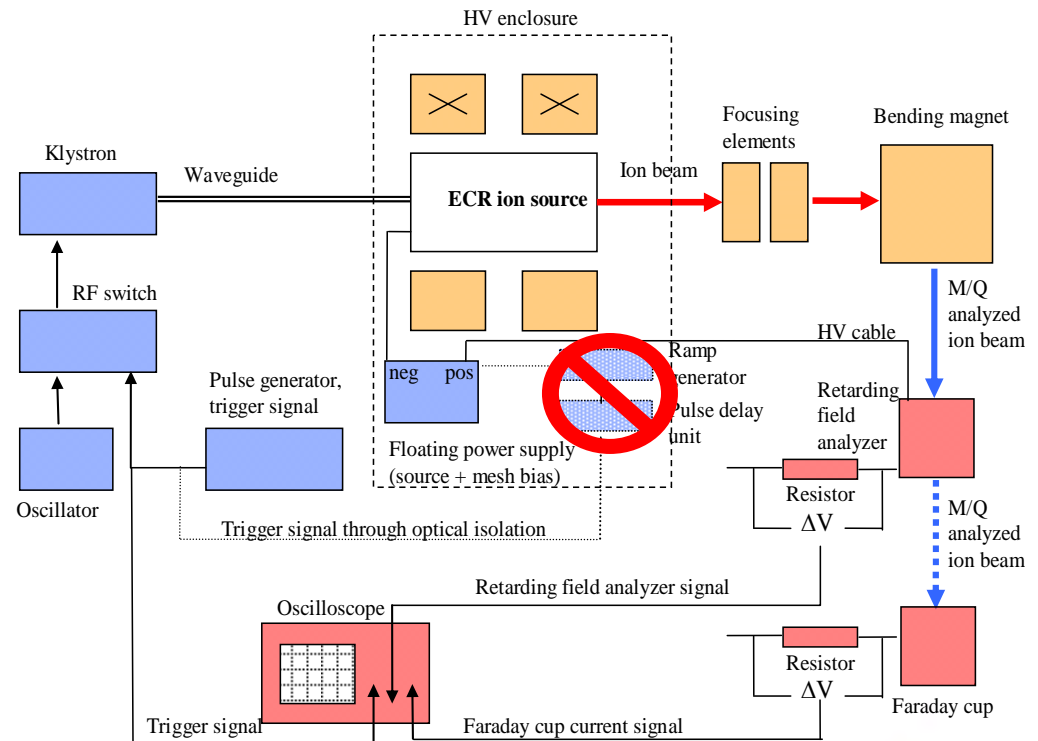 HV enclosure
Klystron
Waveguide
ECR ion source
Ion beam
Focusing
elements
Bending magnet
RF switch
M/Q
analyzed
ion beam
HV cable
neg pos
Ramp
generator
Pulse delay
unit
Pulse generator,
trigger signal
Retarding
field
analyzer
Floating power supply
(source + mesh bias)
Oscillator
Resistor
ΔV
M/Q
analyzed
ion beam
Trigger signal through optical isolation
Retarding field analyzer signal
Oscilloscope
Resistor
ΔV
Faraday cup
Trigger signal
Faraday cup current signal